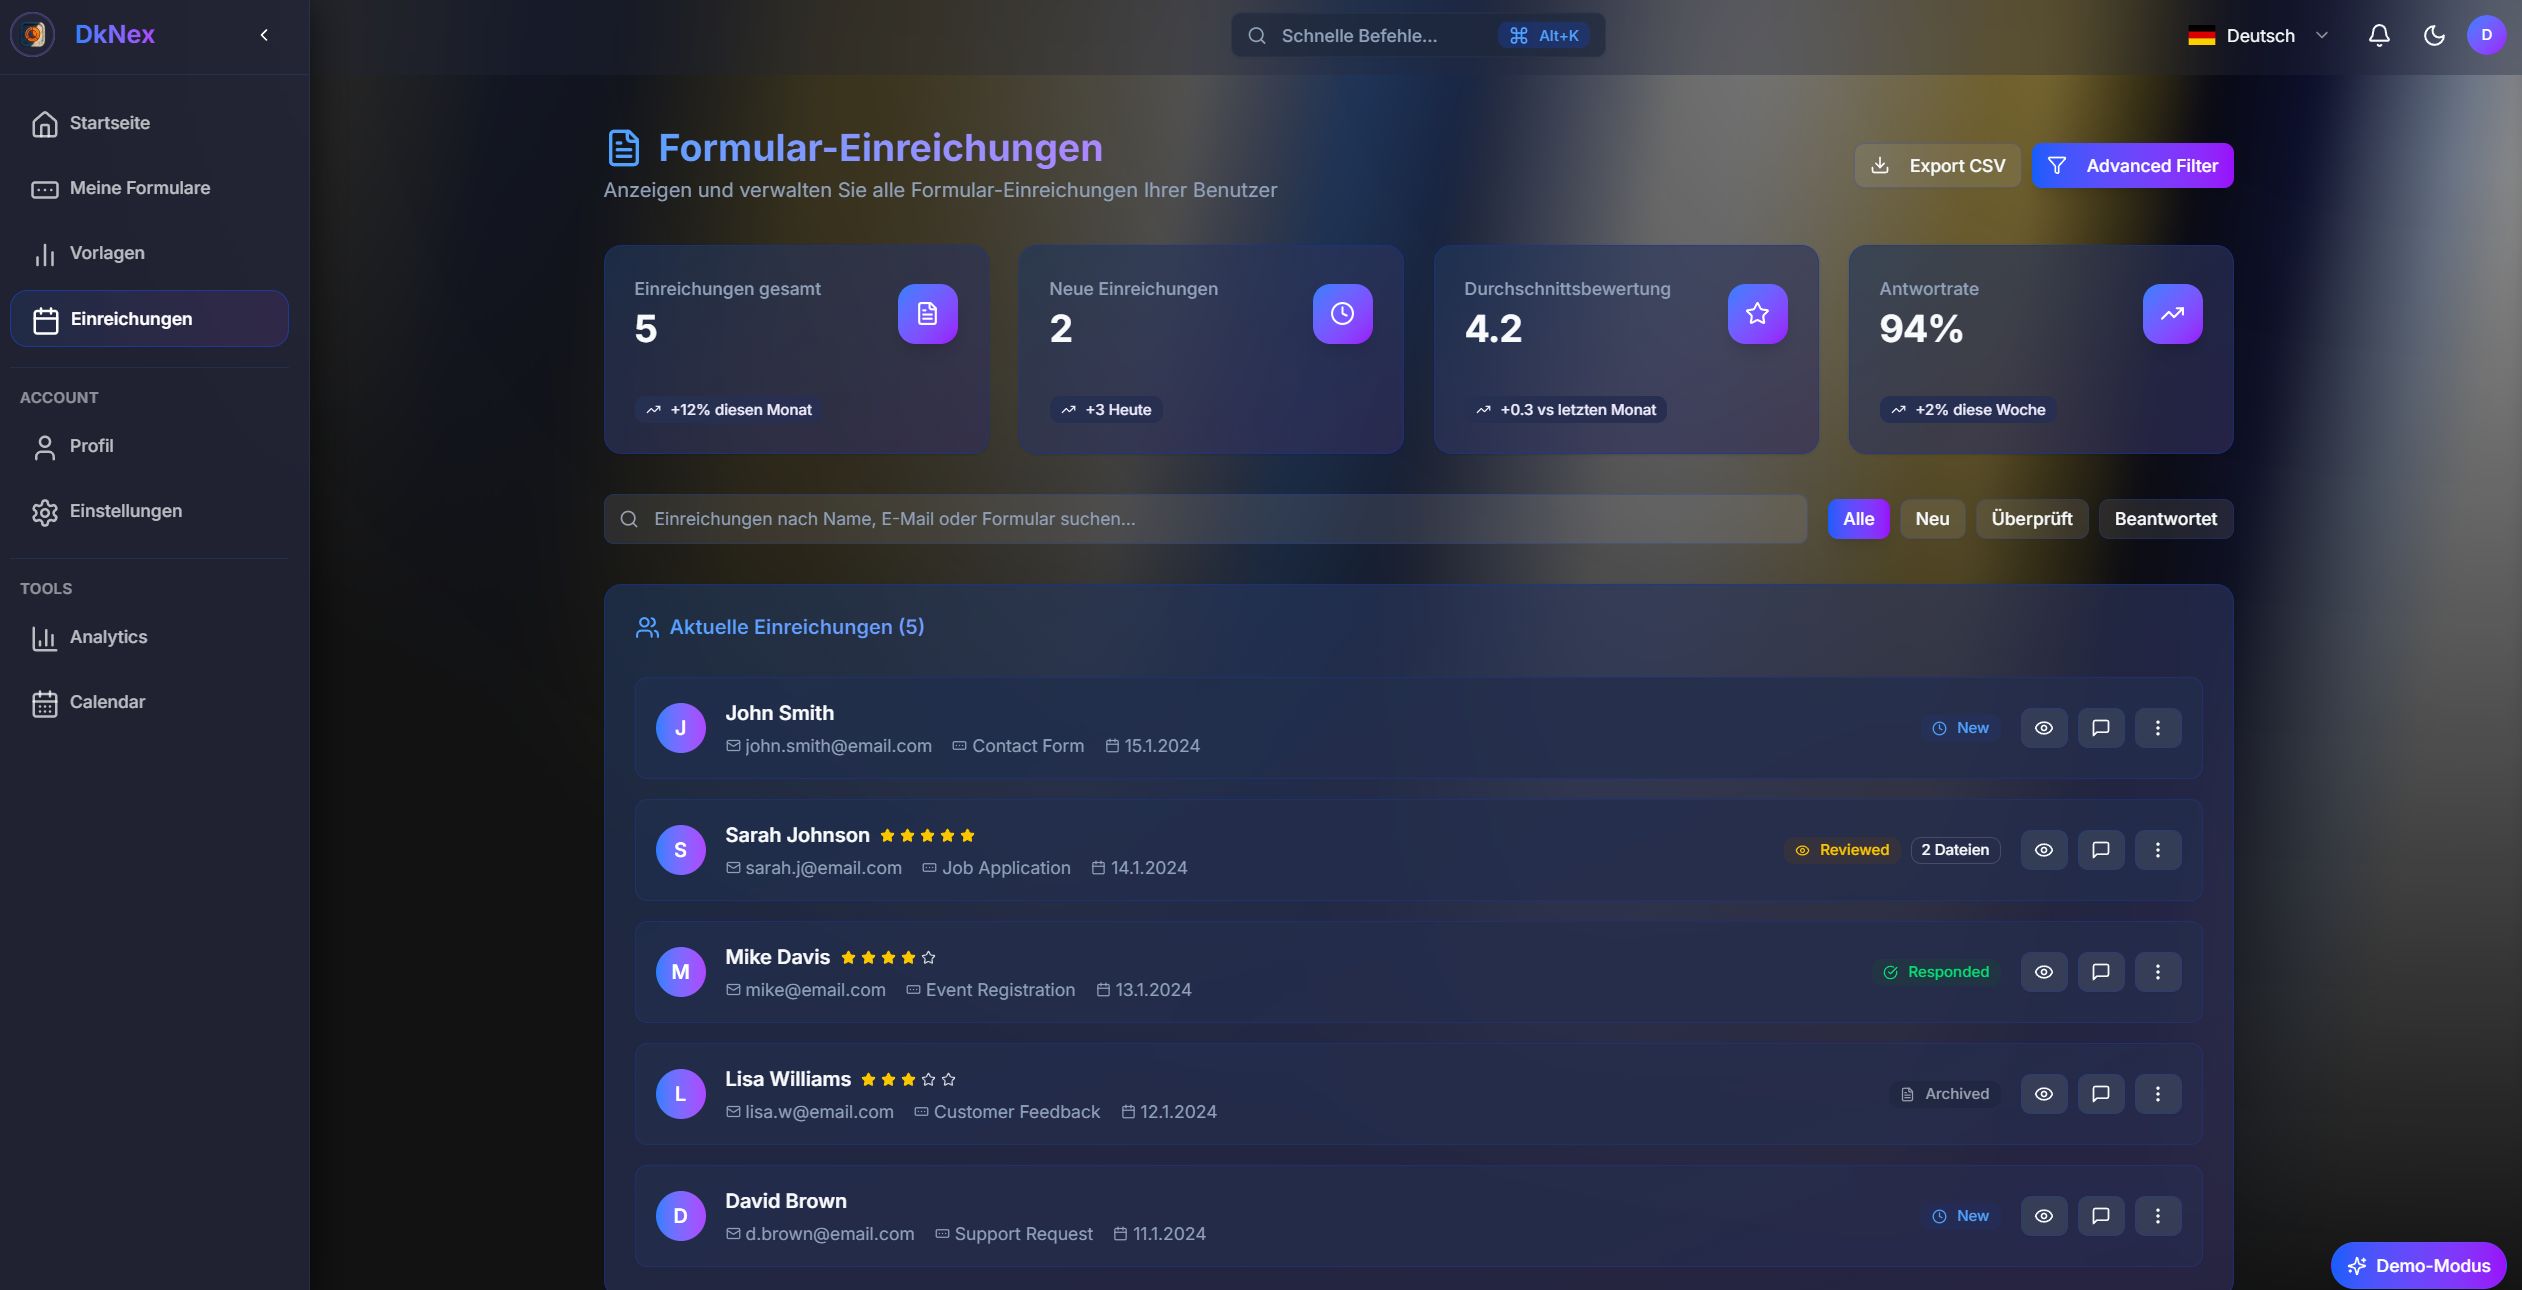 DkNex
Schnelle Befehle...
Alt+K
Deutsch
D
Startseite
Meine Formulare
Vorlagen
Einreichungen
ACCOUNT
Profil
Einstellungen
TOOLS
Analytics
Calendar
Formular-Einreichungen
Anzeigen und verwalten Sie alle Formular-Einreichungen Ihrer Benutzer
Export CSV
Advanced Filter
Einreichungen gesamt
5
+12% diesen Monat
Neue Einreichungen
2
+3 Heute
Durchschnittsbewertung
4.2
+0.3 vs letzten Monat
Antwortrate
94%
+2% diese Woche
Einreichungen nach Name, E-Mail oder Formular suchen...
Alle
Neu
Überprüft
Beantwortet
Aktuelle Einreichungen (5)
J
John Smith
john.smith@email.com Contact Form 15.1.2024
New
S
Sarah Johnson
sarah.j@email.com Job Application 14.1.2024
Reviewed
2 Dateien
M
Mike Davis
mike@email.com Event Registration 13.1.2024
Responded
L
Lisa Williams
lisa.w@email.com Customer Feedback 12.1.2024
Archived
D
David Brown
d.brown@email.com Support Request 11.1.2024
New
Demo-Modus